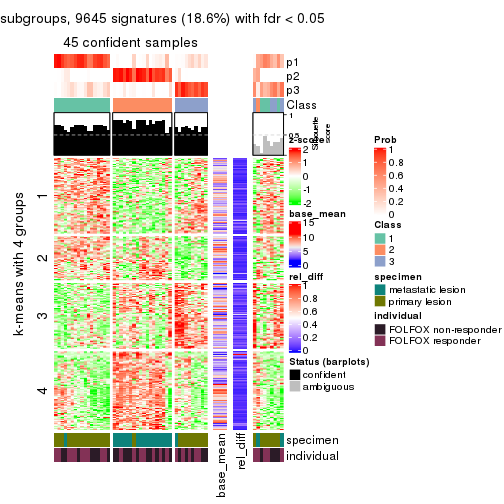 subgroups, 9645 signatures (18.6%) with fdr < 0.05
45 confident samples
p1
p2
p3
Class
1
0.5
Silhouette
score
k-means with 4 groups
1
2
3
4
z-score
2
1
0
-1
-2
base_mean
15
10
5
0
rel_diff
1
0.8
0.6
0.4
0.2
0
Status (barplots)
confident
ambiguous
Prob
1
0.8
0.6
0.4
0.2
0
Class
1
2
3
specimen
metastatic lesion
primary lesion
individual
FOLFOX non-responder
FOLFOX responder
specimen
individual
base_mean
rel_diff